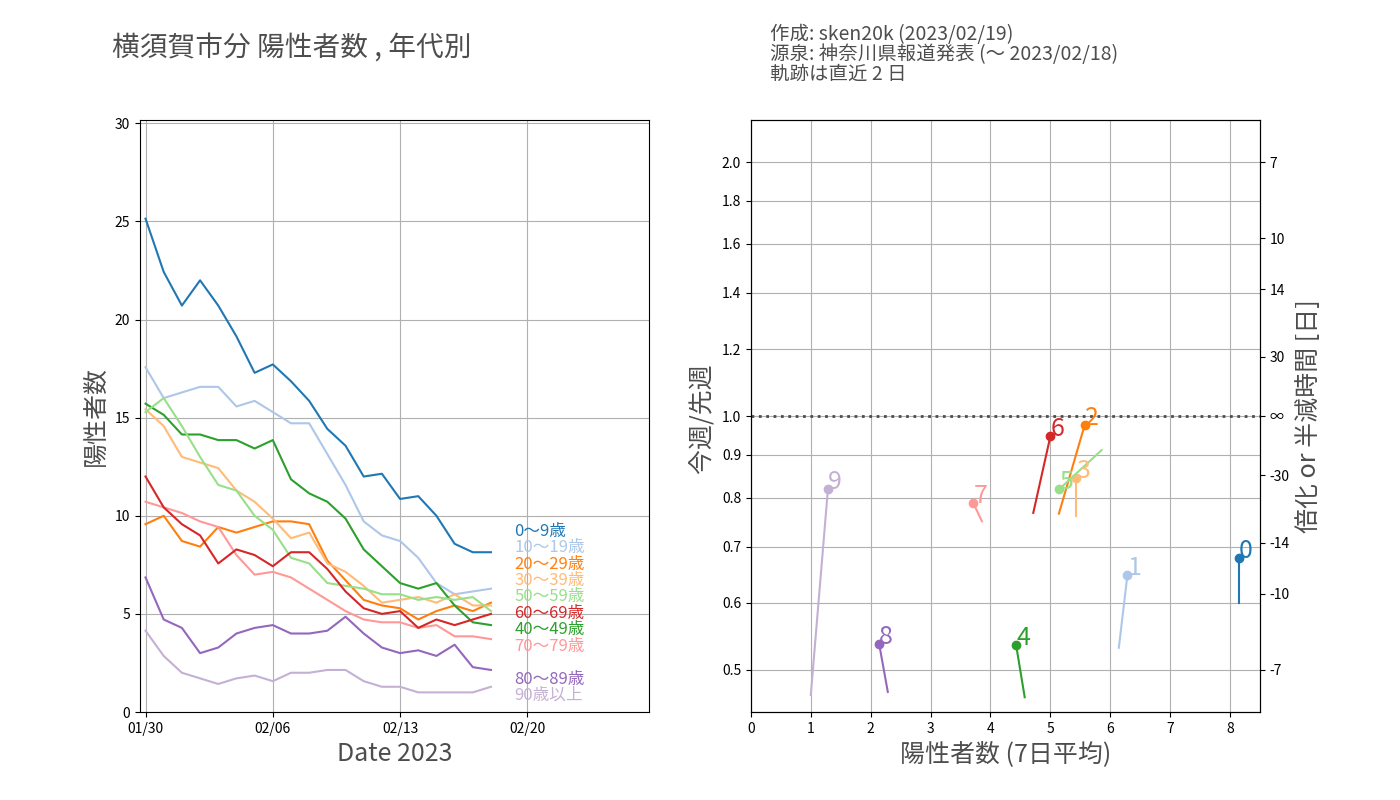 横須賀市分 陽性者数 , 年代別
作成: sken20k (2023/02/19)
源泉: 神奈川県報道発表 (〜 2023/02/18)
軌跡は直近 2 日
陽性者数
30
25
20
15
10
5
0
01/30
02/06
02/13
02/20
Date 2023
0〜9歳
10〜19歳
20〜29歳
30〜39歳
50〜59歳
60〜69歳
40〜49歳
70〜79歳
80〜89歳
90歳以上
今週/先週
2.0
1.8
1.6
1.4
1.2
1.0
0.9
0.8
0.7
0.6
0.5
0
1
2
3
4
5
6
7
8
陽性者数 (7日平均)
7
10
14
30
∞
-30
-14
-10
-7
倍化 or 半減時間 [日]
2
6
3
5
9
7
0
1
8
4